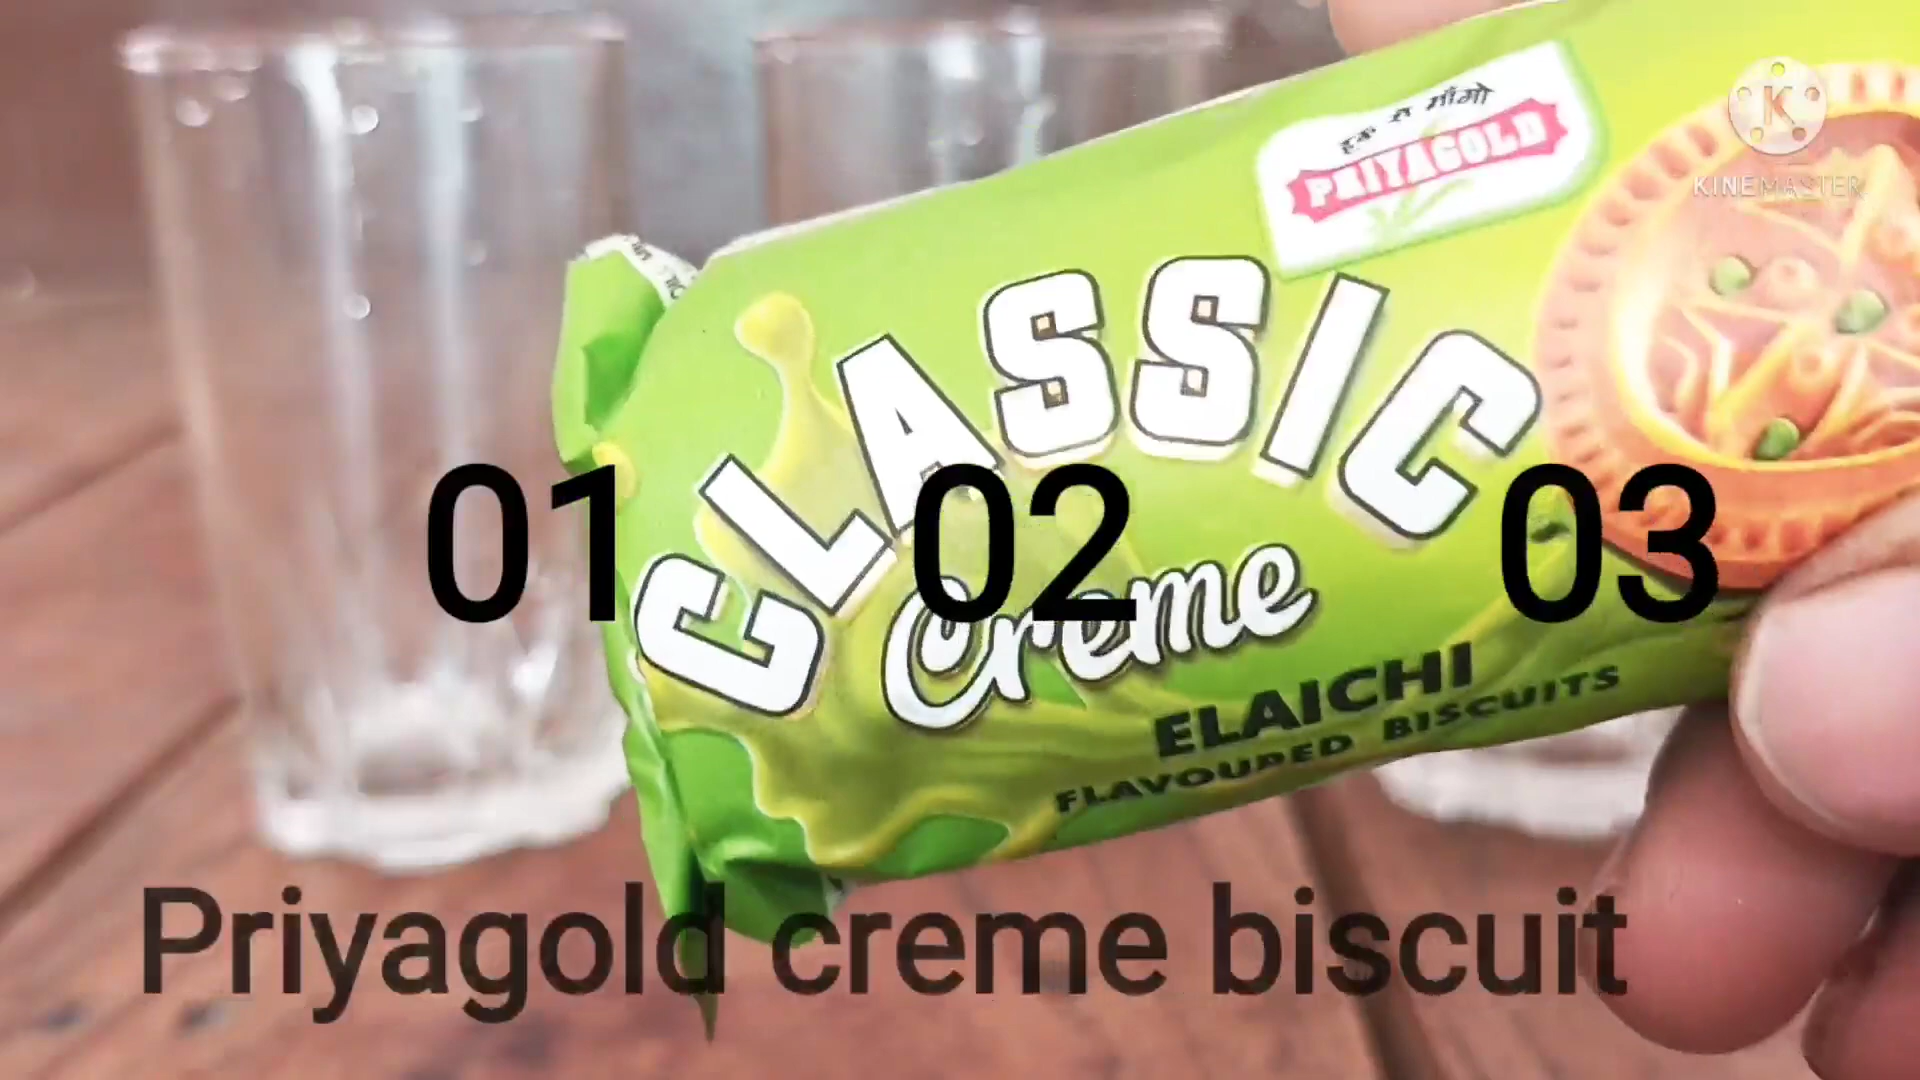 हक से माँगो
PRIYAGOLD
KINEMASTER
CLASSIC
01 02 03
Creme
ELAICHI
FLAVOURED BISCUITS
Priyagold creme biscuit